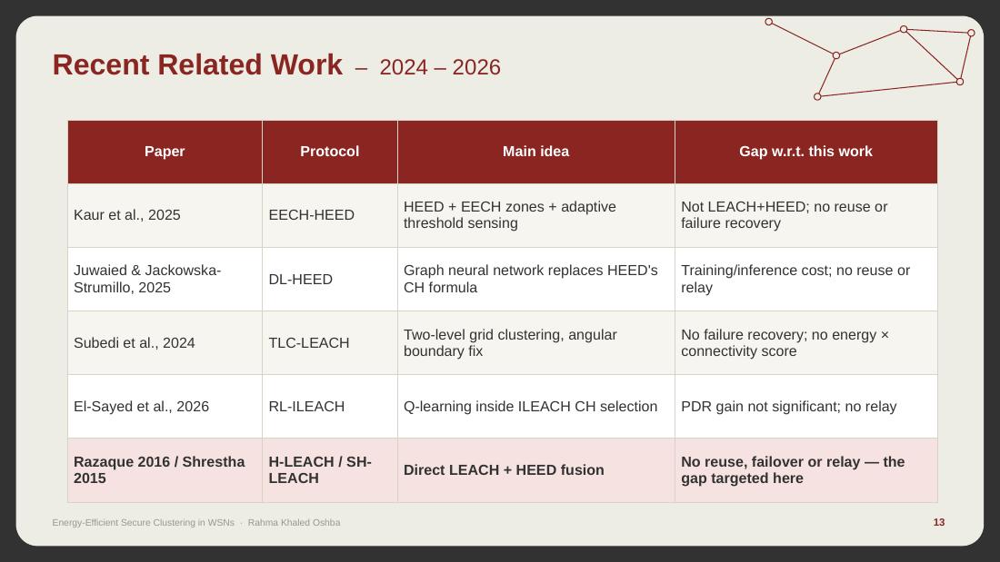 Recent Related Work – 2024 – 2026
Paper
Protocol
Main idea
Gap w.r.t. this work
Kaur et al., 2025
EECH-HEED
HEED + EECH zones + adaptive
threshold sensing
Not LEACH+HEED; no reuse or
failure recovery
Juwaied & Jackowska-
Strumillo, 2025
DL-HEED
Graph neural network replaces HEED's
CH formula
Training/inference cost; no reuse or
relay
Subedi et al., 2024
TLC-LEACH
Two-level grid clustering, angular
boundary fix
No failure recovery; no energy ×
connectivity score
El-Sayed et al., 2026
RL-ILEACH
Q-learning inside ILEACH CH selection
PDR gain not significant; no relay
Razaque 2016 / Shrestha
2015
H-LEACH / SH-
LEACH
Direct LEACH + HEED fusion
No reuse, failover or relay — the
gap targeted here
Energy-Efficient Secure Clustering in WSNs · Rahma Khaled Oshba
13